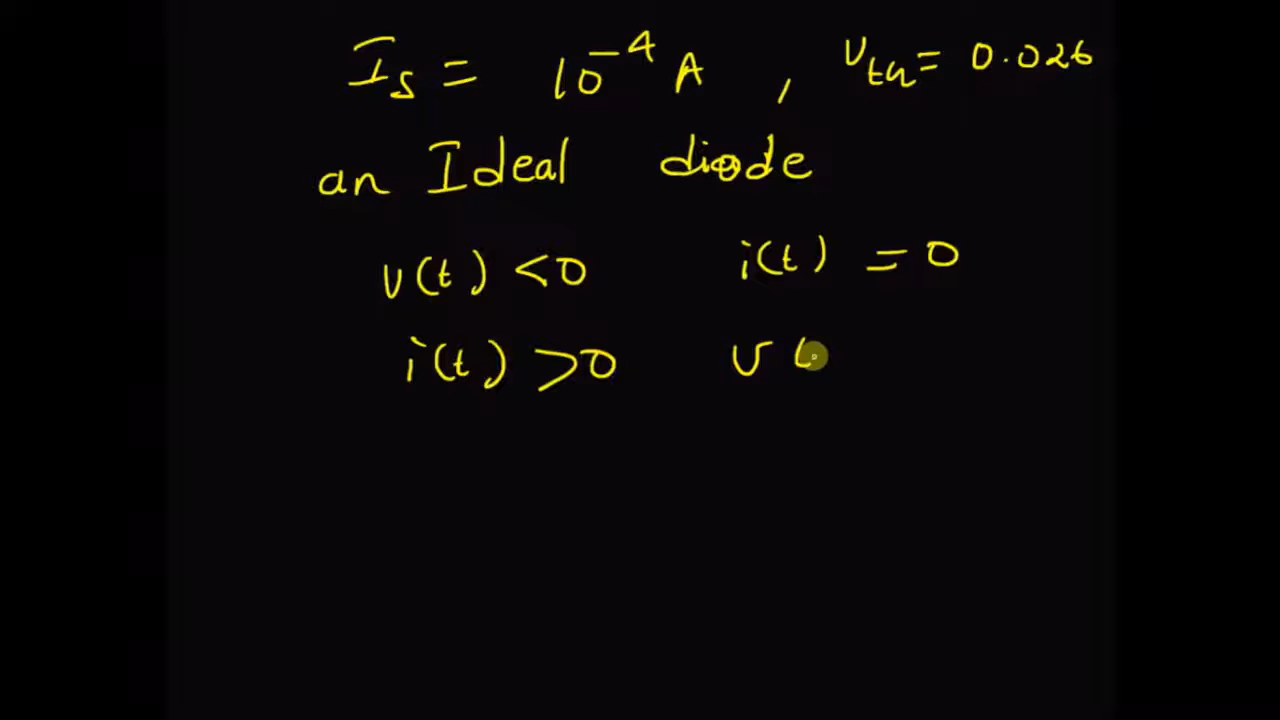 Is = 10⁻⁴ A , Vth = 0.026
an Ideal diode
v(t) < 0 i(t) = 0
i(t) > 0 v (